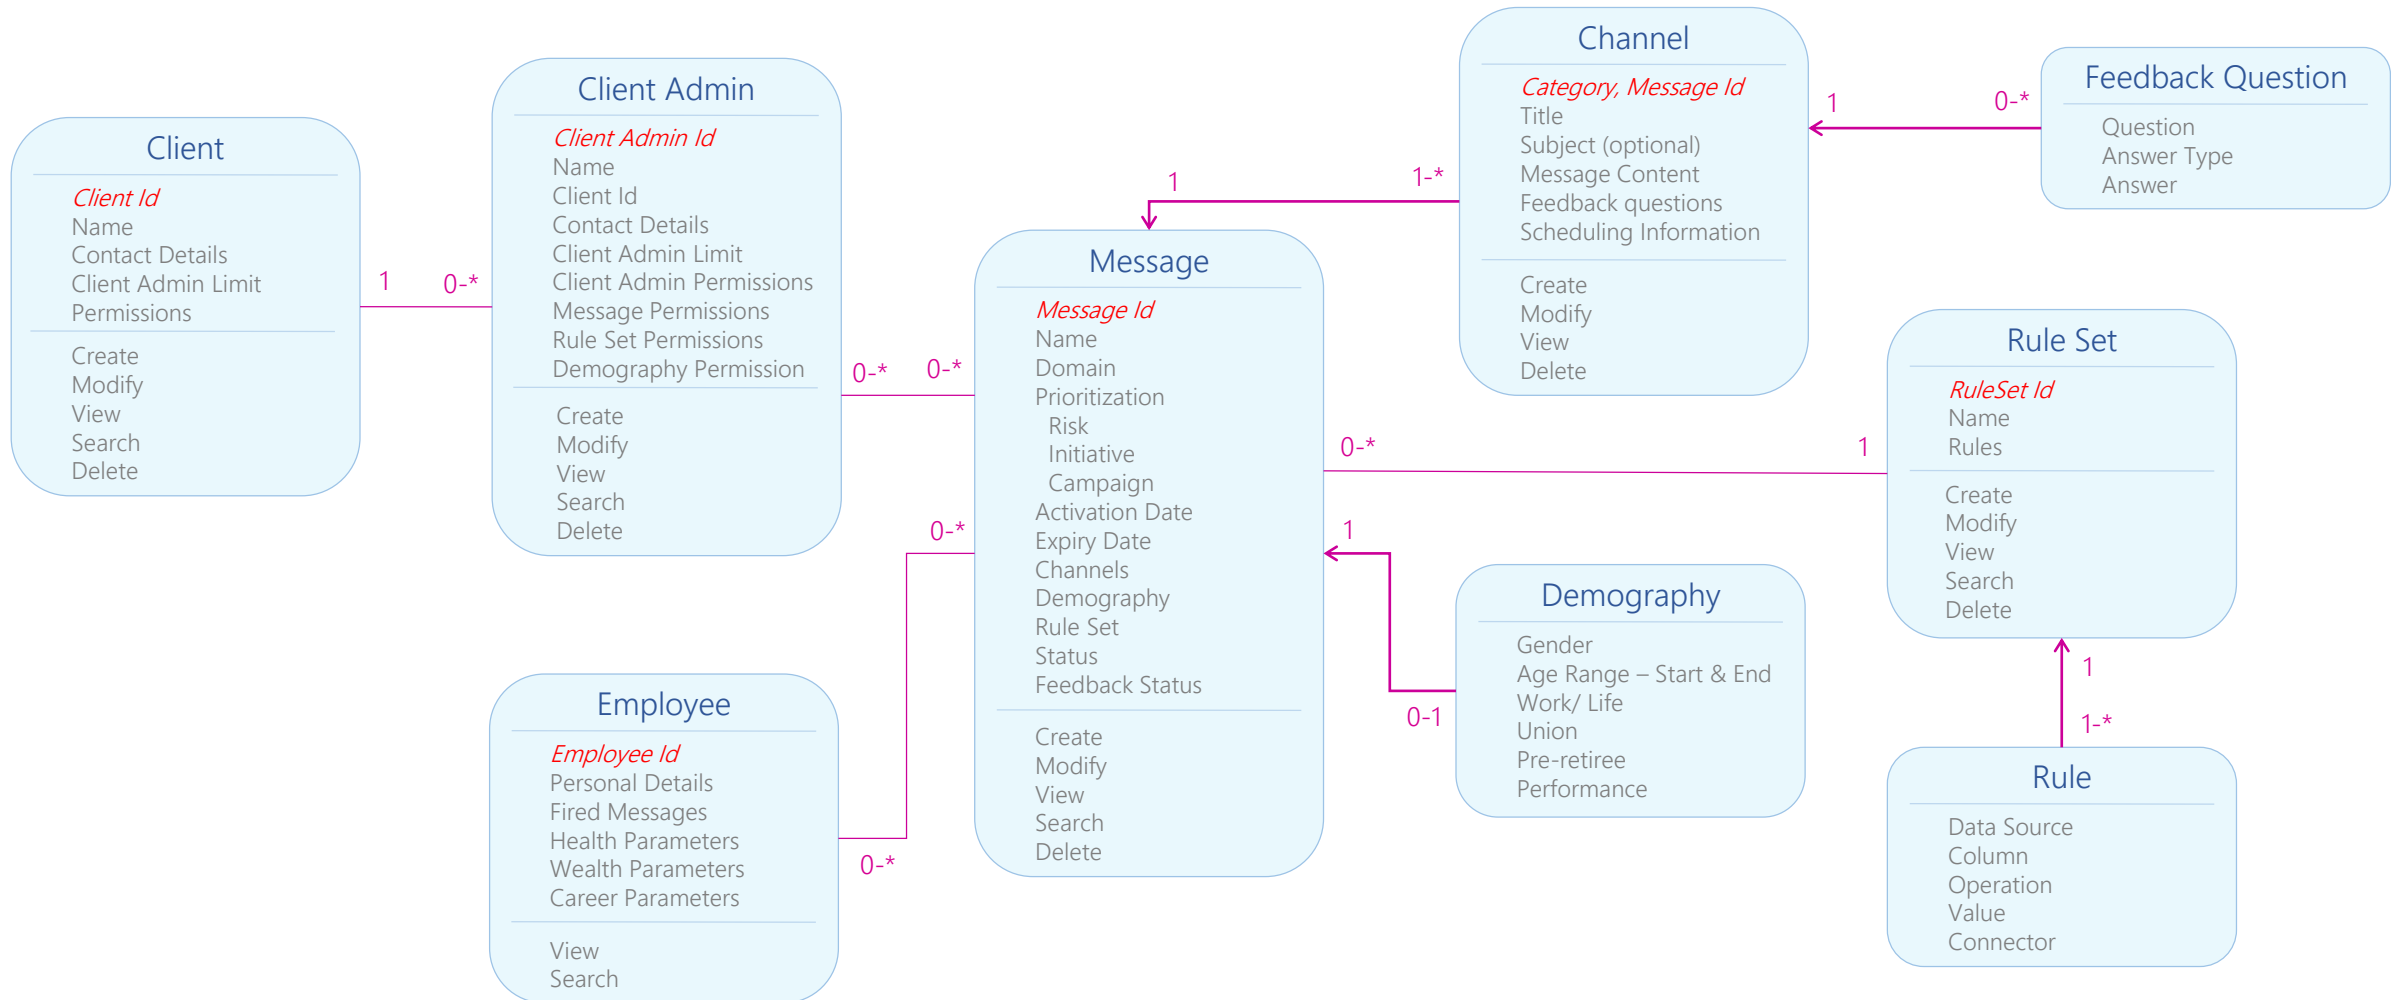 Client
Client Id
Name
Contact Details
Client Admin Limit
Permissions
Create
Modify
View
Search
Delete
1
0-*
Client Admin
Client Admin Id
Name
Client Id
Contact Details
Client Admin Limit
Client Admin Permissions
Message Permissions
Rule Set Permissions
Demography Permission
Create
Modify
View
Search
Delete
0-*
0-*
Employee
Employee Id
Personal Details
Fired Messages
Health Parameters
Wealth Parameters
Career Parameters
View
Search
0-*
0-*
Message
Message Id
Name
Domain
Prioritization
Risk
Initiative
Campaign
Activation Date
Expiry Date
Channels
Demography
Rule Set
Status
Feedback Status
Create
Modify
View
Search
Delete
1
1-*
Channel
Category, Message Id
Title
Subject (optional)
Message Content
Feedback questions
Scheduling Information
Create
Modify
View
Delete
1
0-*
Feedback Question
Question
Answer Type
Answer
0-*
1
1
0-1
Demography
Gender
Age Range – Start & End
Work/ Life
Union
Pre-retiree
Performance
Rule Set
RuleSet Id
Name
Rules
Create
Modify
View
Search
Delete
1
1-*
Rule
Data Source
Column
Operation
Value
Connector